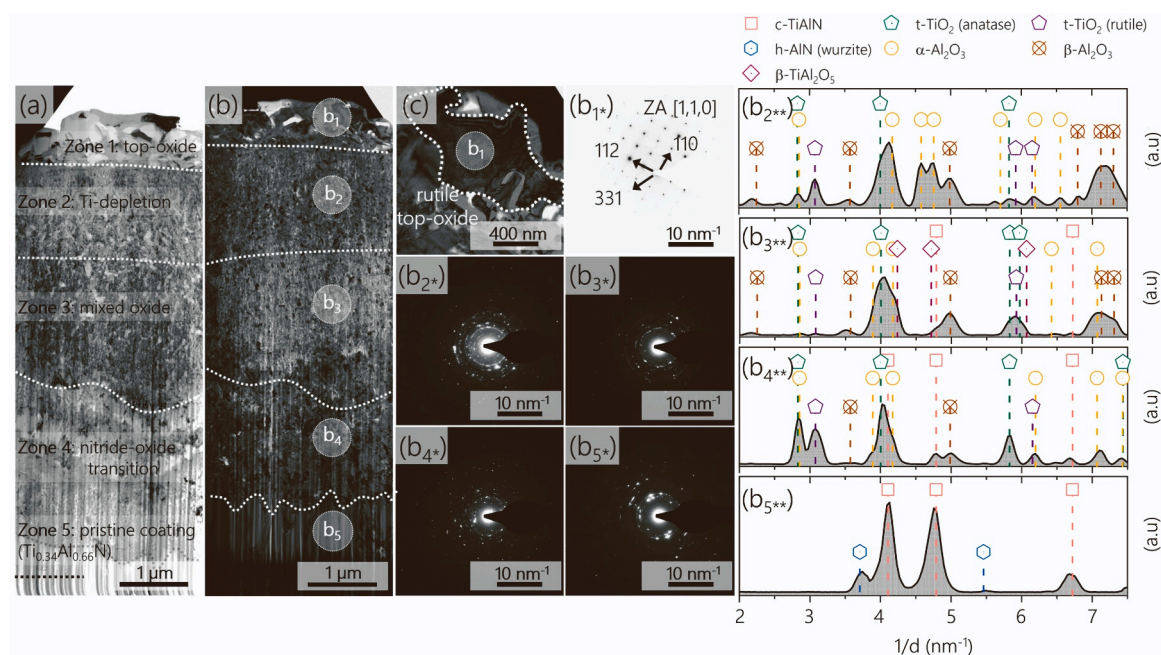 c-TiAlN
t-TiO₂ (anatase)
t-TiO₂ (rutile)
h-AlN (wurzite)
α-Al₂O₃
β-Al₂O₃
β-TiAl₂O₅
(a)
Zone 1: top-oxide
Zone 2: Ti-depletion
Zone 3: mixed oxide
Zone 4: nitride-oxide
transition
Zone 5: pristine coating
(Ti₀.₃₄Al₀.₆₆N)
1 µm
(b)
b₁
b₂
b₃
b₄
b₅
1 µm
(c)
b₁
rutile
top-oxide
400 nm
(b₁*)
ZA [1,1,0]
112
1̄10
331
10 nm⁻¹
(b₂*)
10 nm⁻¹
(b₃*)
10 nm⁻¹
(b₄*)
10 nm⁻¹
(b₅*)
10 nm⁻¹
(b₂**)
(a.u)
(b₃**)
(a.u)
(b₄**)
(a.u)
(b₅**)
(a.u)
2 3 4 5 6 7
1/d (nm⁻¹)